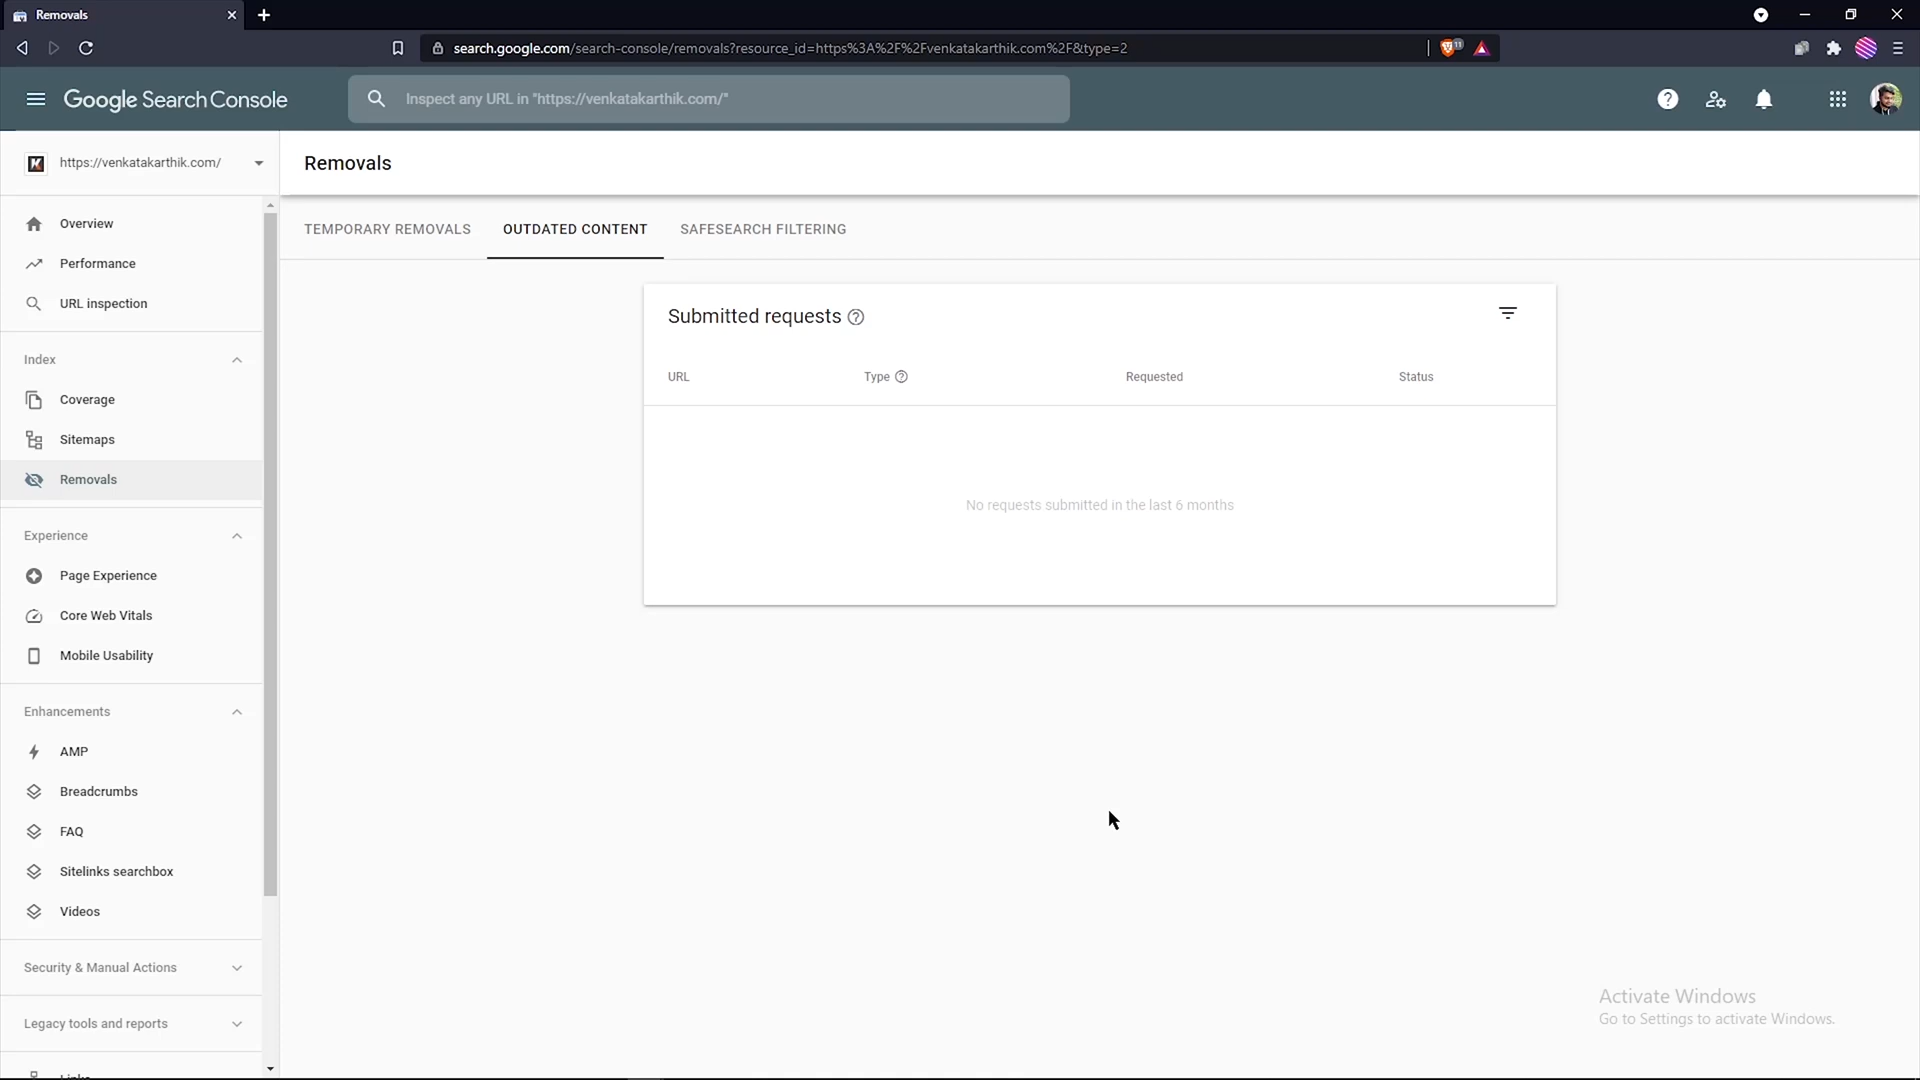 Removals
search.google.com/search-console/removals?resource_id=https%3A%2F%2Fvenkatakarthik.com%2F&type=2
11
Google Search Console
Inspect any URL in "https://venkatakarthik.com/"
https://venkatakarthik.com/
Removals
Overview
Performance
URL inspection
Index
Coverage
Sitemaps
Removals
Experience
Page Experience
Core Web Vitals
Mobile Usability
Enhancements
AMP
Breadcrumbs
FAQ
Sitelinks searchbox
Videos
Security & Manual Actions
Legacy tools and reports
Links
TEMPORARY REMOVALS OUTDATED CONTENT SAFESEARCH FILTERING
Submitted requests
URL Type Requested Status
No requests submitted in the last 6 months
Activate Windows
Go to Settings to activate Windows.